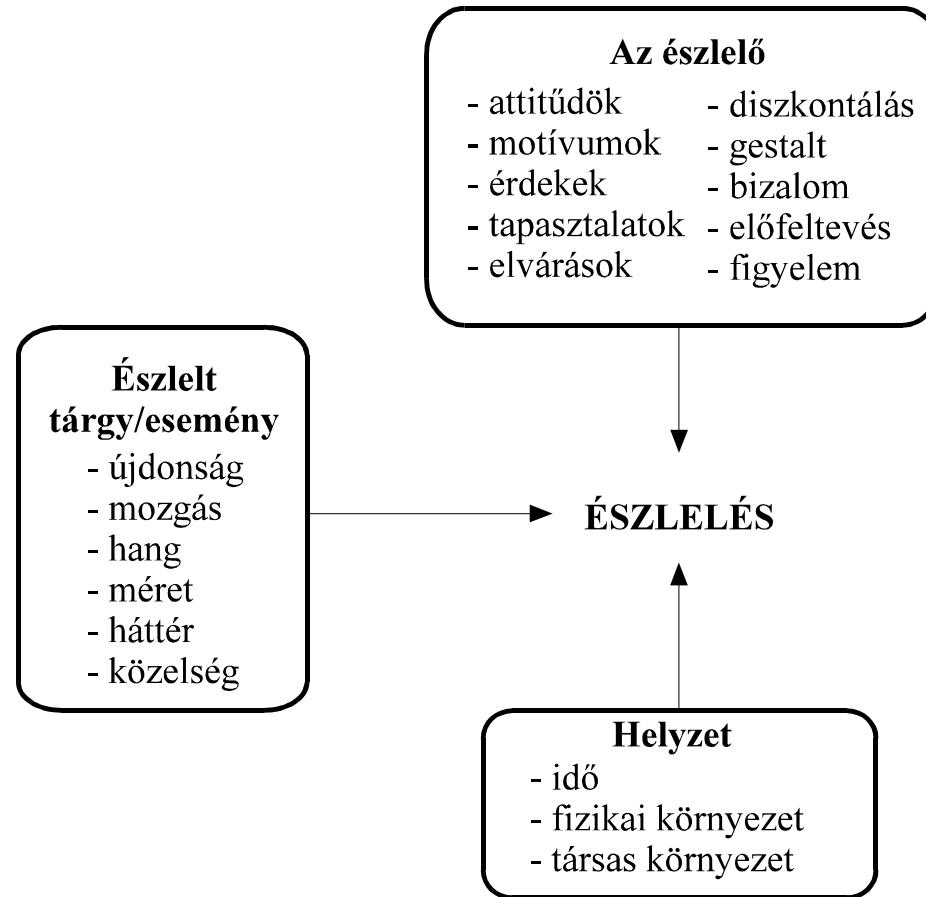 Az észlelő
- attitűdök
- motívumok
- érdekek
- tapasztalatok
- elvárások
- diszkontálás
- gestalt
- bizalom
- előfeltevés
- figyelem
Észlelt
tárgy/esemény
- újdonság
- mozgás
- hang
- méret
- háttér
- közelség
ÉSZLELÉS
Helyzet
- idő
- fizikai környezet
- társas környezet